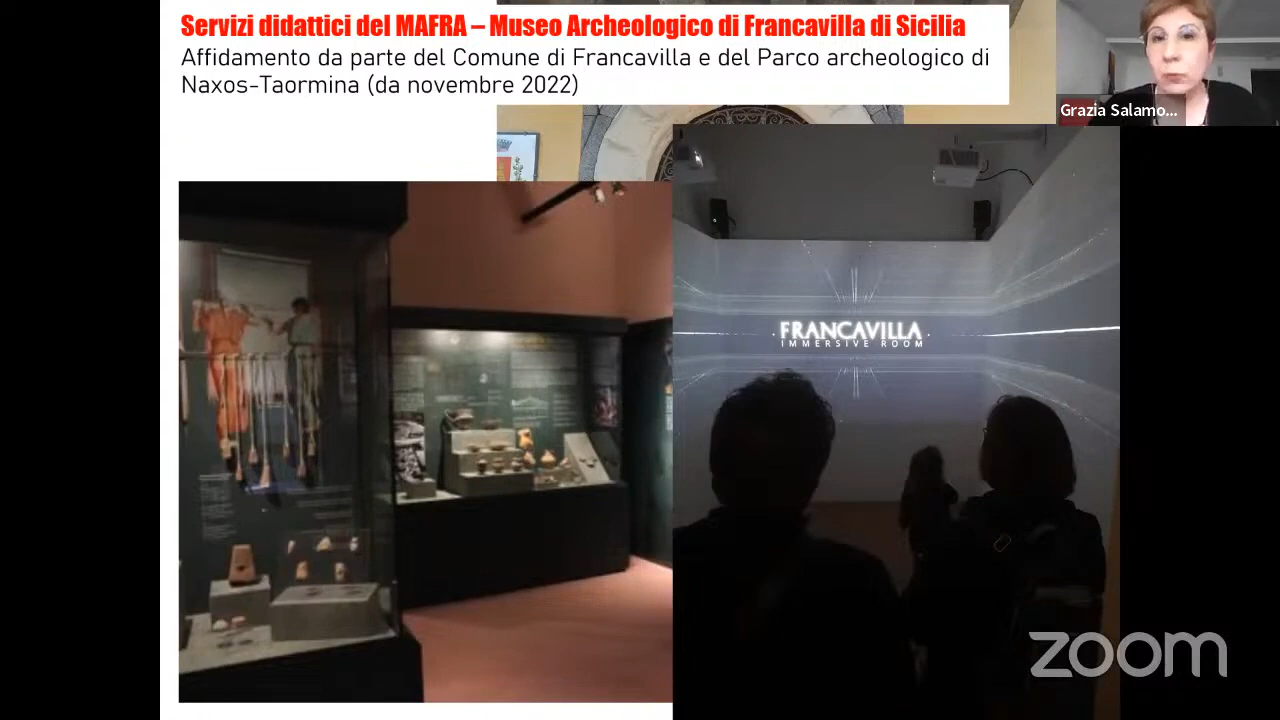 Servizi didattici del MAFRA – Museo Archeologico di Francavilla di Sicilia
Affidamento da parte del Comune di Francavilla e del Parco archeologico di
Naxos-Taormina (da novembre 2022)
Grazia Salamo...
FRANCAVILLA
IMMERSIVE ROOM
zoom